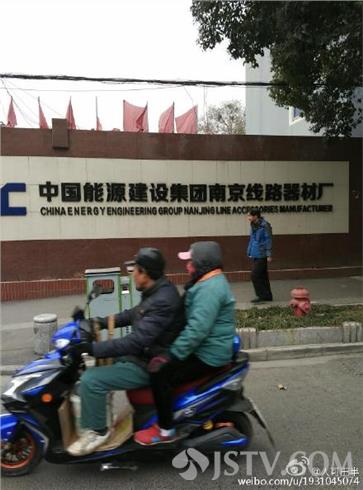 中国能源建设集团南京线路器材厂
CHINA ENERGY ENGINEERING GROUP NANJING LINE ACCESSORIES MANUFACTURER
JSTV.COM
weibo.com/u/1931045074